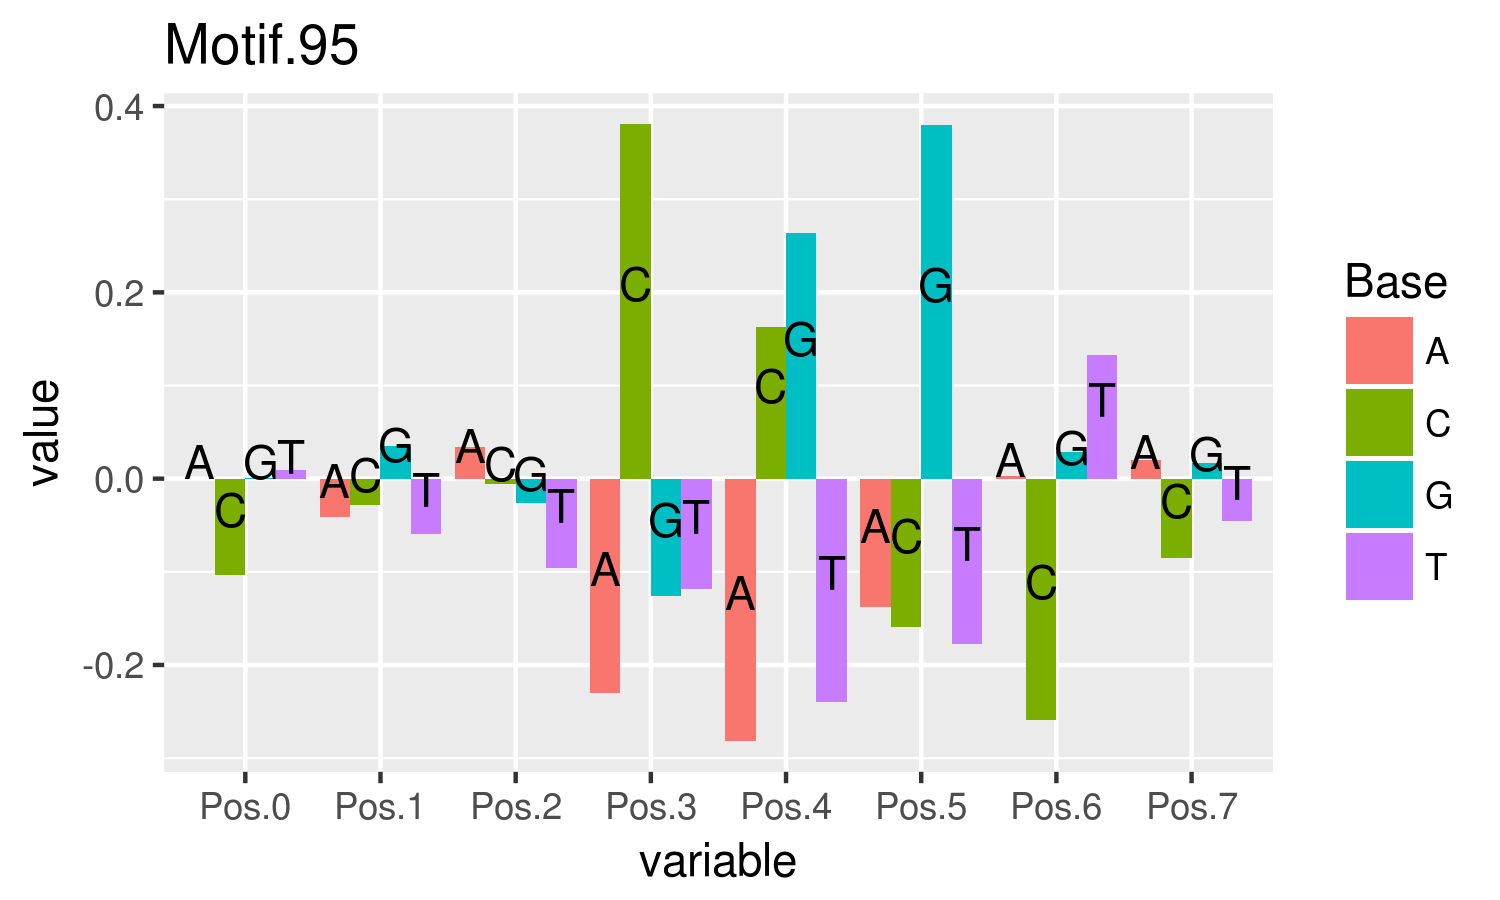 Motif.95
0.4
0.2
0.0
-0.2
value
A C G T A C G T A C G T A C G T A C G T A C G T A C G T A C G T
Pos.0 Pos.1 Pos.2 Pos.3 Pos.4 Pos.5 Pos.6 Pos.7
variable
Base
A
C
G
T